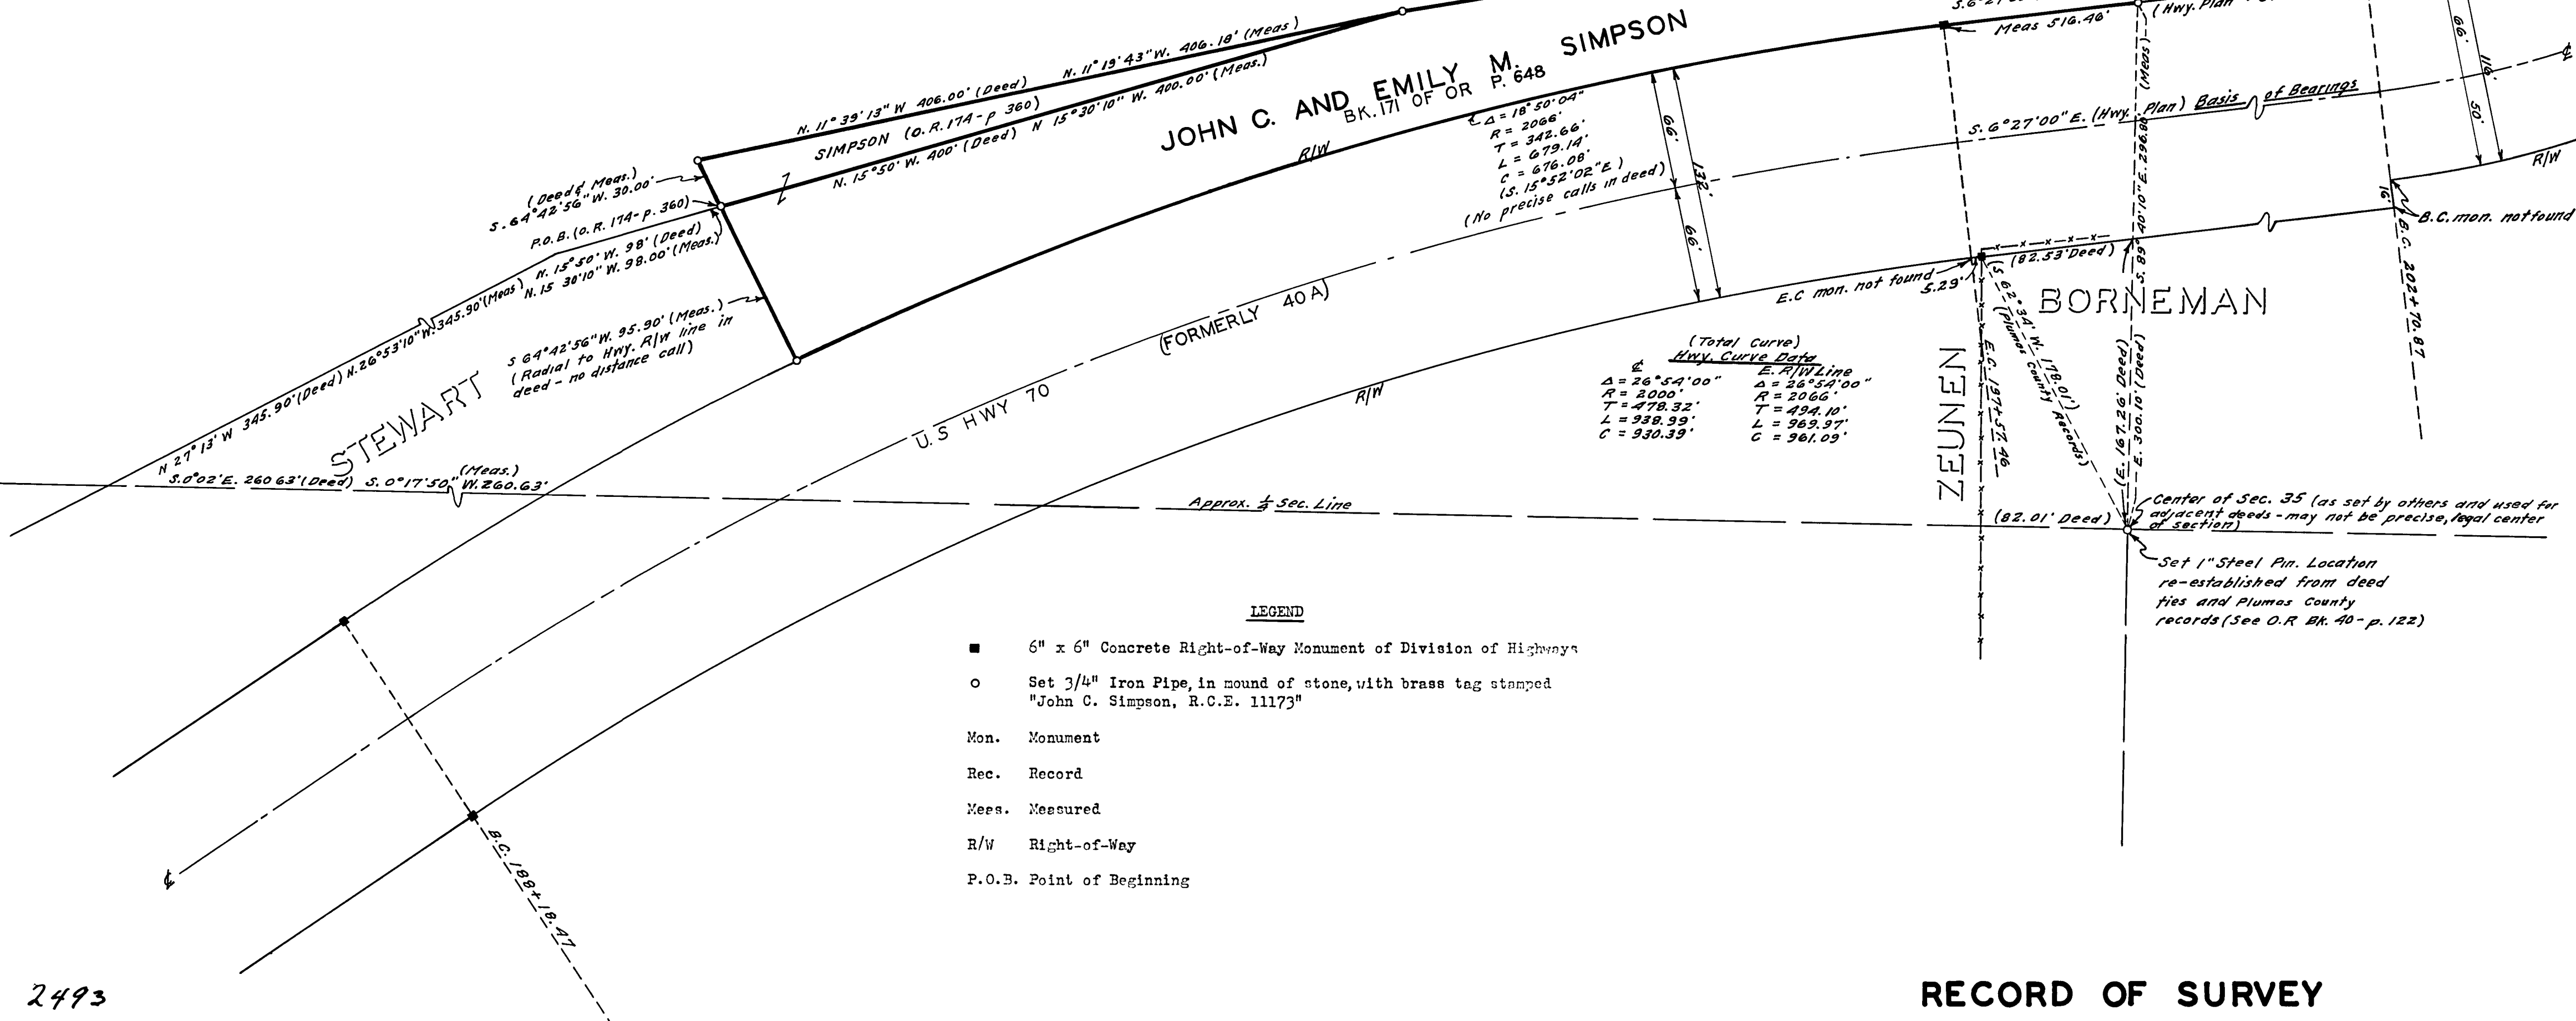 N. 11° 39' 13" W 406.00' (Deed)
N. 11° 19' 43" W. 406.18' (Meas)
SIMPSON (O.R. 174-p 360)
N. 15° 50' W. 400' (Deed)
N 15° 30' 10" W. 400.00' (Meas.)
JOHN C. AND EMILY M. SIMPSON
BK. 171 OF OR P. 648
Meas 516.46'
(Hwy. Plan
(Deed & Meas.)
S. 64° 42' 56" W. 30.00'
P.O.B. (O.R. 174-p. 360)
N. 15° 50' W. 98' (Deed)
N. 15 30' 10" W. 98.00' (Meas.)
N 27° 13' W 345.90' (Deed) N. 26° 53' 10" W. 345.90' (Meas)
S 64° 42' 56" W. 95.90' (Meas.)
(Radial to Hwy. R/W line in
deed - no distance call)
STEWART
S. 0° 02' E. 260 63' (Deed) S. 0° 17' 50" W. 260.63'
(Meas.)
R/W
Δ = 18° 50' 04"
R = 2066'
T = 342.66'
L = 679.14'
C = 676.08'
(S. 15° 52' 02" E)
(No precise calls in deed)
66'
132'
66'
S. 6° 27' 00" E. (Hwy. Plan) Basis of Bearings
℄
66'
116'
50'
R/W
16'
B.C. mon. not found
B.C. 202+70.87
U.S HWY 70
(FORMERLY 40 A)
R/W
E.C mon. not found
5.29'
(82.53' Deed)
S. 89° 40' 10" E. 296.80' (Meas)
BORNEMAN
ZEUNEN
E.C. 197+57.46
(S. 62° 34' W. 178.01')
(Plumas County Records)
(E. 167.26' Deed)
E. 300.10' (Deed)
(Total Curve)
Hwy. Curve Data
℄ E. R/W Line
Δ = 26° 54' 00" Δ = 26° 54' 00"
R = 2000' R = 2066'
T = 478.32' T = 494.10'
L = 938.99' L = 969.97'
C = 930.39' C = 961.09'
Approx. ¼ Sec. Line
(82.01' Deed)
Center of Sec. 35 (as set by others and used for
adjacent deeds - may not be precise, legal center
of section)
Set 1" Steel Pin. Location
re-established from deed
ties and Plumas County
records (See O.R Bk. 40 - p. 122)
LEGEND
6" x 6" Concrete Right-of-Way Monument of Division of Highways
Set 3/4" Iron Pipe, in mound of stone, with brass tag stamped
"John C. Simpson, R.C.E. 11173"
Mon. Monument
Rec. Record
Mees. Measured
R/W Right-of-Way
P.O.B. Point of Beginning
℄
B.C. 188+18.47
2493
RECORD OF SURVEY